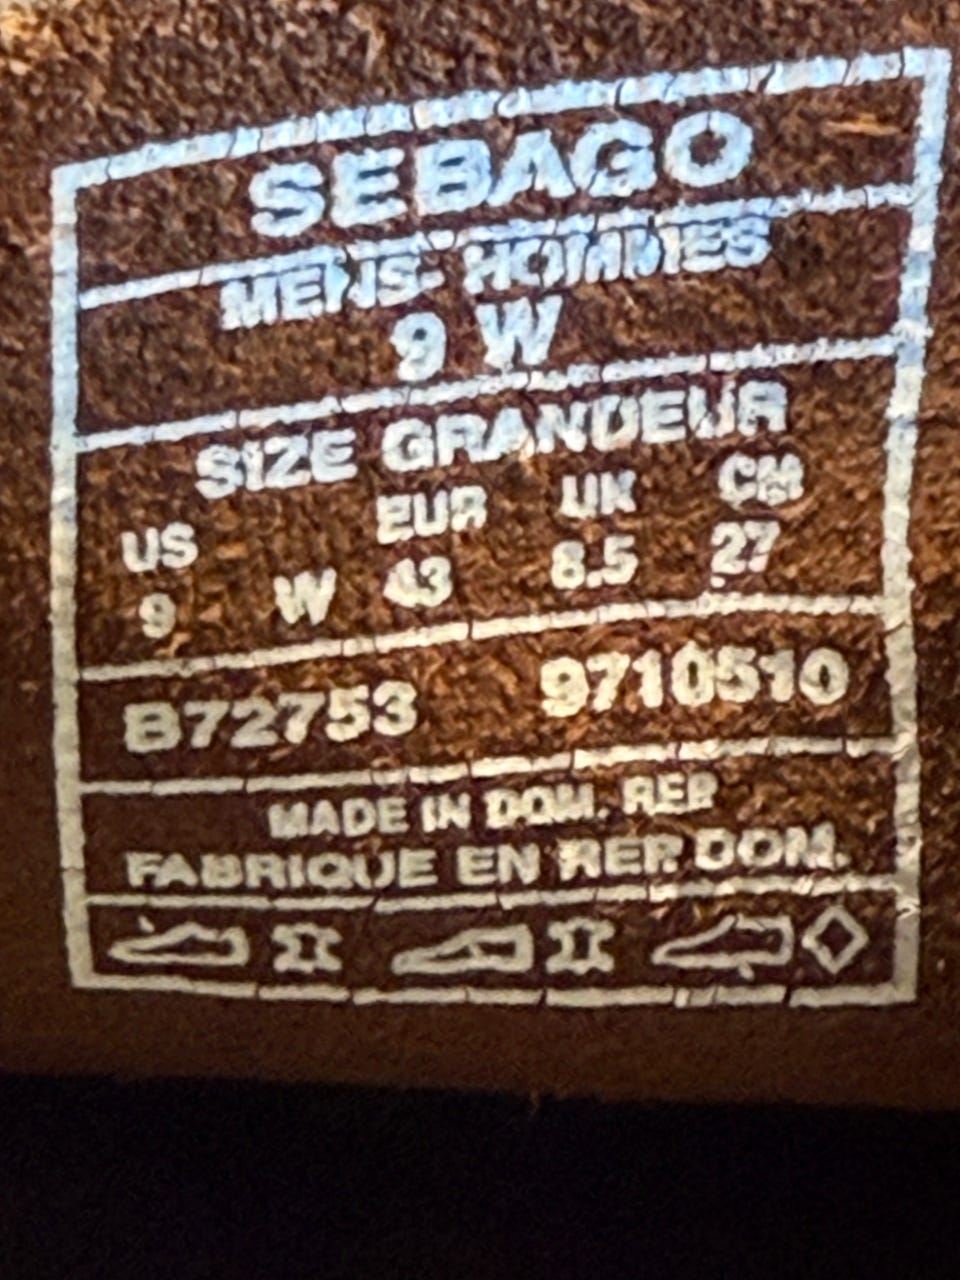 SEBAGO
MENS- HOMMES
9 W
SIZE GRANDEUR
US EUR UK CM
9 W 43 8.5 27
B72753 9710510
MADE IN DOM. REP
FABRIQUE EN REP. DOM.